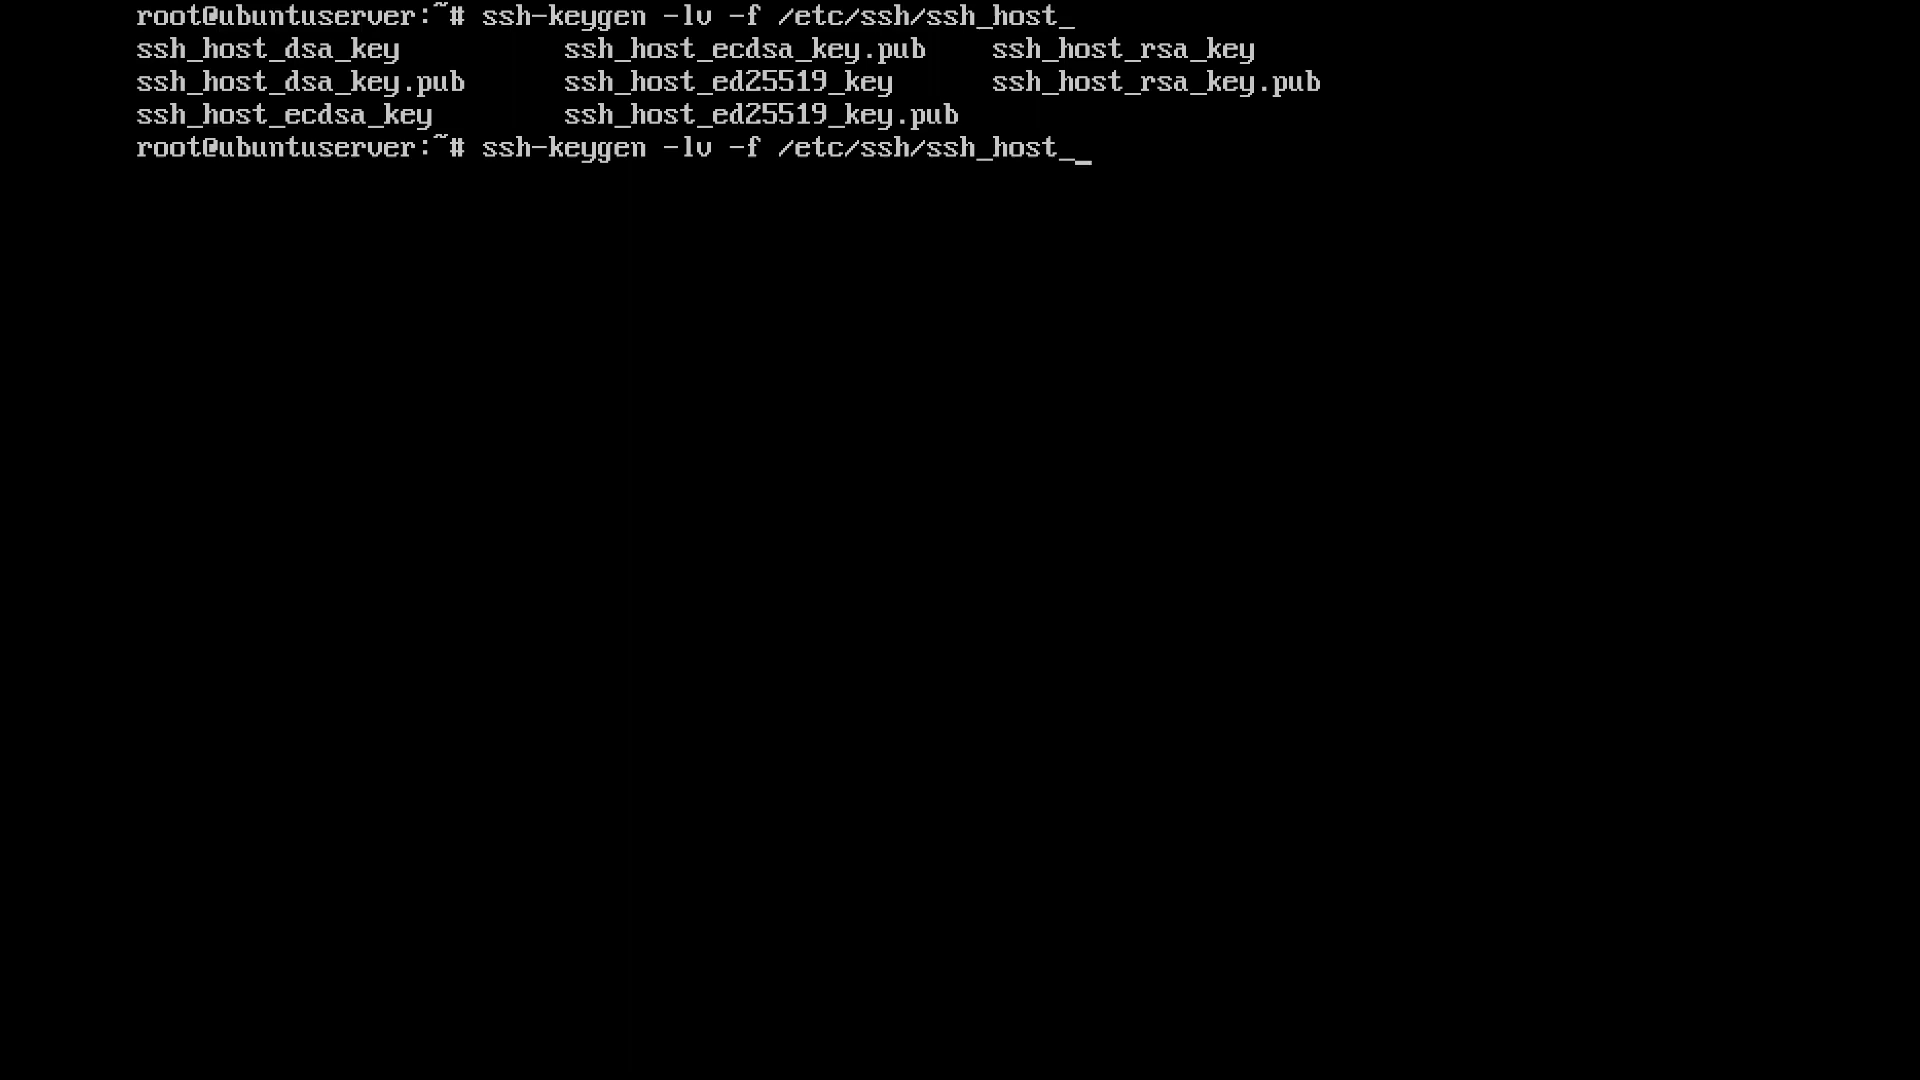 root@ubuntuserver:~# ssh-keygen -lv -f /etc/ssh/ssh_host_
ssh_host_dsa_key          ssh_host_ecdsa_key.pub    ssh_host_rsa_key
ssh_host_dsa_key.pub      ssh_host_ed25519_key      ssh_host_rsa_key.pub
ssh_host_ecdsa_key        ssh_host_ed25519_key.pub
root@ubuntuserver:~# ssh-keygen -lv -f /etc/ssh/ssh_host_